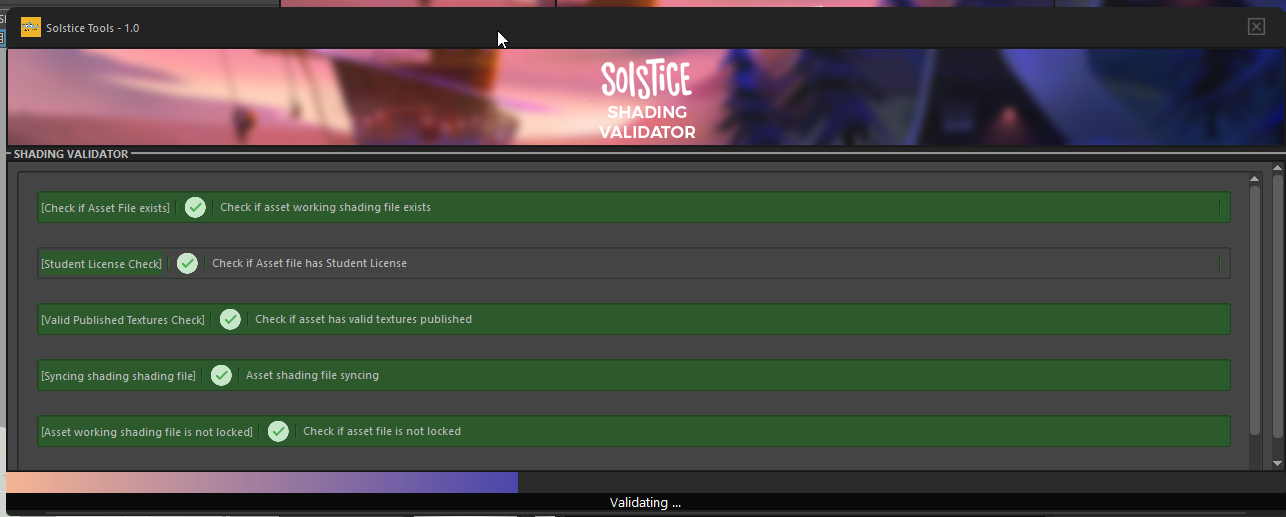 Solstice Tools - 1.0
SOLSTICE
SHADING
VALIDATOR
SHADING VALIDATOR
[Check if Asset File exists] Check if asset working shading file exists
[Student License Check] Check if Asset file has Student License
[Valid Published Textures Check] Check if asset has valid textures published
[Syncing shading shading file] Asset shading file syncing
[Asset working shading file is not locked] Check if asset file is not locked
Validating ...